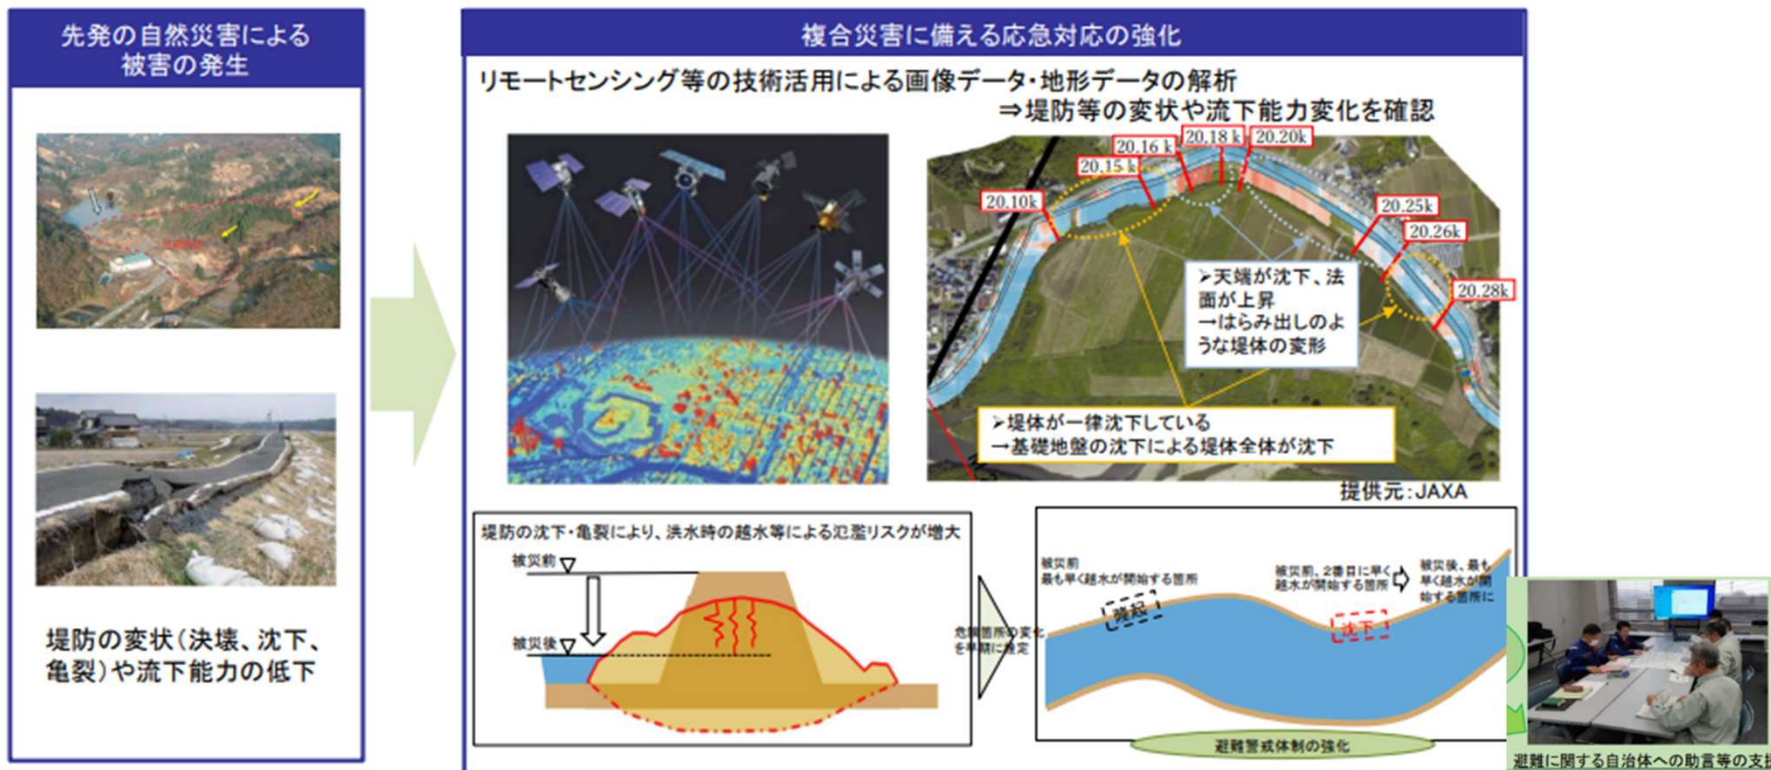 先発の自然災害による
被害の発生
堤防の変状(決壊、沈下、
亀裂)や流下能力の低下
複合災害に備える応急対応の強化
リモートセンシング等の技術活用による画像データ・地形データの解析
⇒堤防等の変状や流下能力変化を確認
20.10k
20.15 k
20.16 k
20.18 k
20.20k
20.25k
20.26k
20.28k
➢天端が沈下、法
面が上昇
→はらみ出しのよ
うな堤体の変形
➢堤体が一律沈下している
→基礎地盤の沈下による堤体全体が沈下
提供元:JAXA
堤防の沈下・亀裂により、洪水時の越水等による氾濫リスクが増大
被災前
被災後
危険箇所の変化
を早期に推定
被災前
最も早く越水が開始する箇所
隆起
被災前、2番目に早く
越水が開始する箇所
被災後、最も
早く越水が開
始する箇所に
沈下
避難警戒体制の強化
避難に関する自治体への助言等の支援